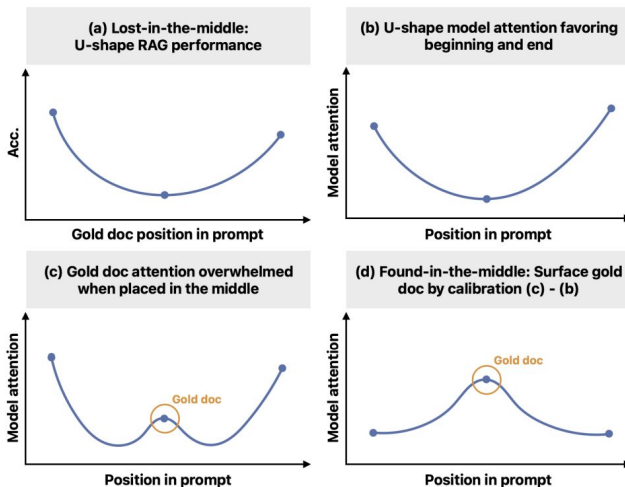 (a) Lost-in-the-middle:
U-shape RAG performance
Acc.
Gold doc position in prompt
(b) U-shape model attention favoring
beginning and end
Model attention
Position in prompt
(c) Gold doc attention overwhelmed
when placed in the middle
Model attention
Gold doc
Position in prompt
(d) Found-in-the-middle: Surface gold
doc by calibration (c) - (b)
Model attention
Gold doc
Position in prompt